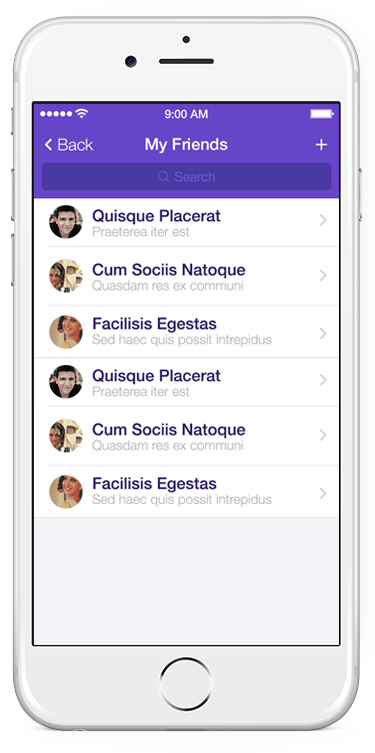 9:00 AM
Back
My Friends
+
Search
Quisque Placerat
Praeterea iter est
Cum Sociis Natoque
Quasdam res ex communi
Facilisis Egestas
Sed haec quis possit intrepidus
Quisque Placerat
Praeterea iter est
Cum Sociis Natoque
Quasdam res ex communi
Facilisis Egestas
Sed haec quis possit intrepidus